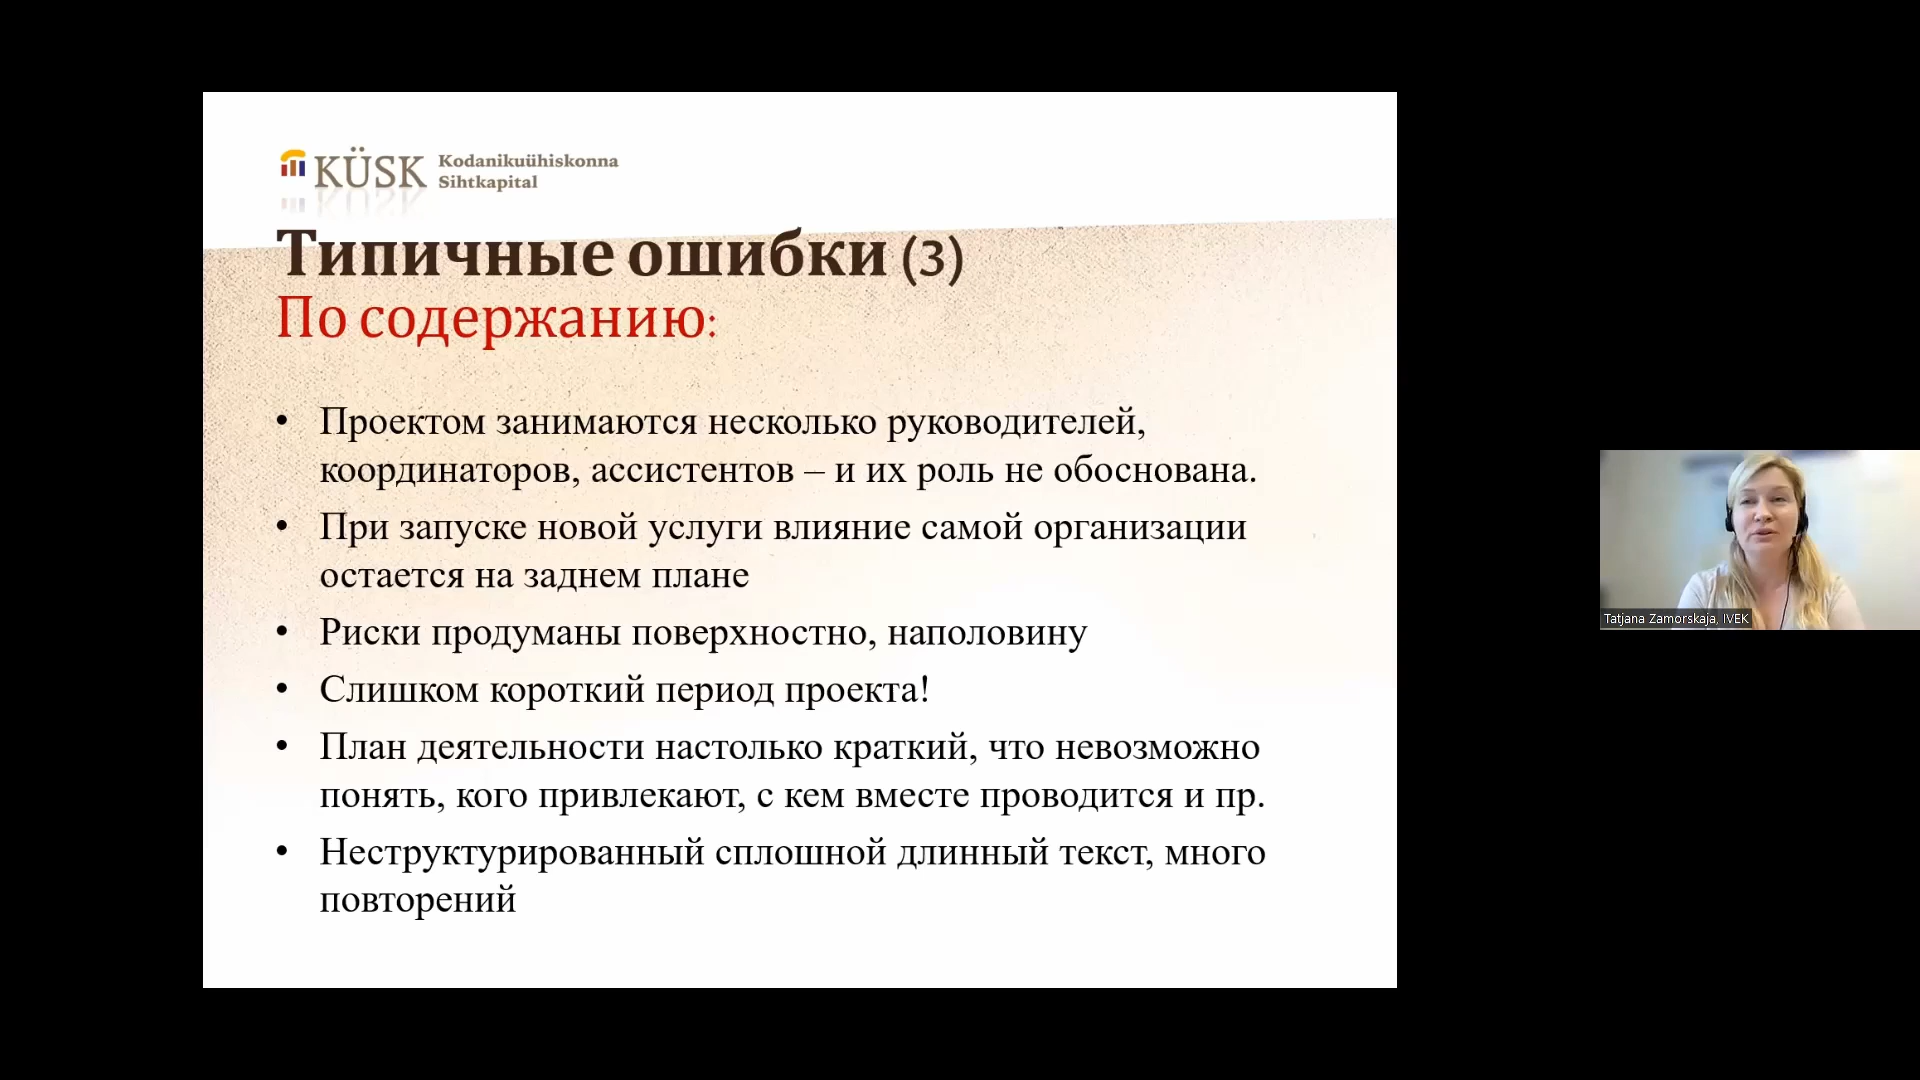 KÜSK Kodanikuühiskonna
Sihtkapital
Типичные ошибки (3)
По содержанию:
• Проектом занимаются несколько руководителей,
координаторов, ассистентов – и их роль не обоснована.
• При запуске новой услуги влияние самой организации
остается на заднем плане
• Риски продуманы поверхностно, наполовину
• Слишком короткий период проекта!
• План деятельности настолько краткий, что невозможно
понять, кого привлекают, с кем вместе проводится и пр.
• Неструктурированный сплошной длинный текст, много
повторений
Tatjana Zamorskaja, IVEK